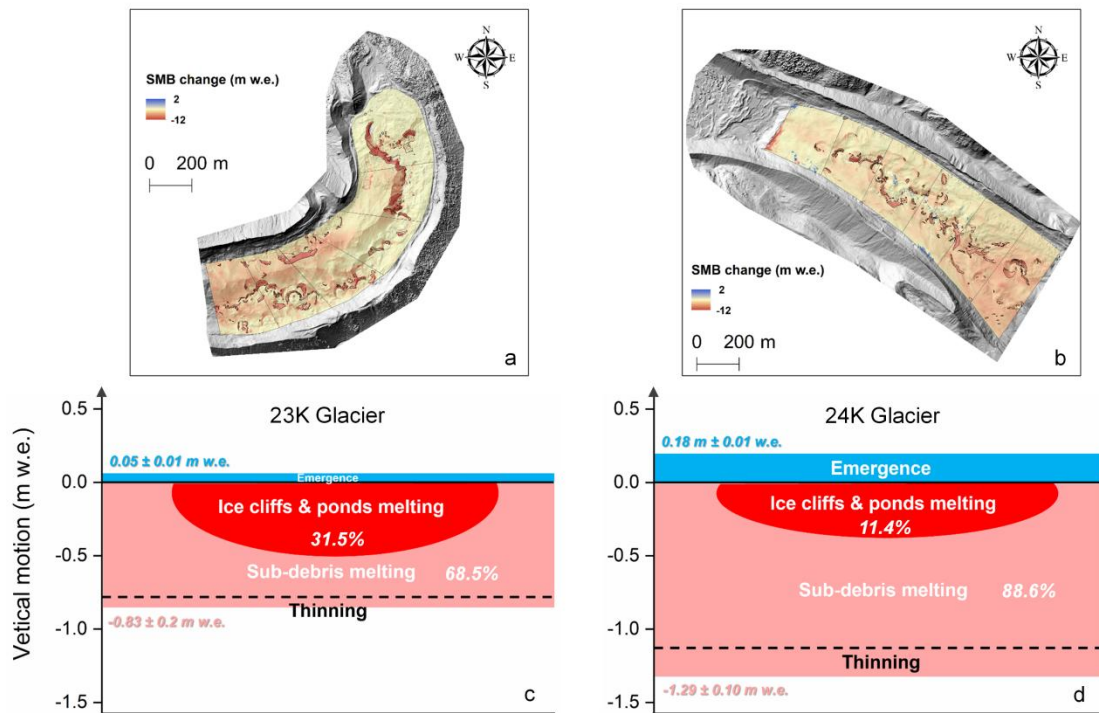 N
W E
S
SMB change (m w.e.)
2
-12
0 200 m
a
N
W E
S
SMB change (m w.e.)
2
-12
0 200 m
b
Vetical motion (m w.e.)
0.5
0.0
-0.5
-1.0
-1.5
23K Glacier
0.05 ± 0.01 m w.e.
Emergence
Ice cliffs & ponds melting
31.5%
Sub-debris melting 68.5%
Thinning
-0.83 ± 0.2 m w.e.
c
0.5
0.0
-0.5
-1.0
-1.5
24K Glacier
0.18 m ± 0.01 w.e.
Emergence
Ice cliffs & ponds melting
11.4%
Sub-debris melting 88.6%
Thinning
-1.29 ± 0.10 m w.e.
d